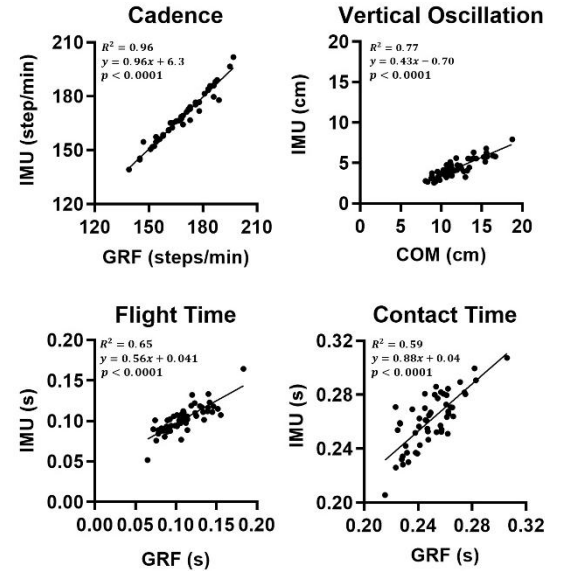 Cadence
R² = 0.96
y = 0.96x + 6.3
p < 0.0001
210
180
150
120
IMU (step/min)
120 150 180 210
GRF (steps/min)
Vertical Oscillation
R² = 0.77
y = 0.43x − 0.70
p < 0.0001
20
15
10
5
0
IMU (cm)
0 5 10 15 20
COM (cm)
Flight Time
R² = 0.65
y = 0.56x + 0.041
p < 0.0001
0.20
0.15
0.10
0.05
0.00
IMU (s)
0.00 0.05 0.10 0.15 0.20
GRF (s)
Contact Time
R² = 0.59
y = 0.88x + 0.04
p < 0.0001
0.32
0.28
0.24
0.20
IMU (s)
0.20 0.24 0.28 0.32
GRF (s)